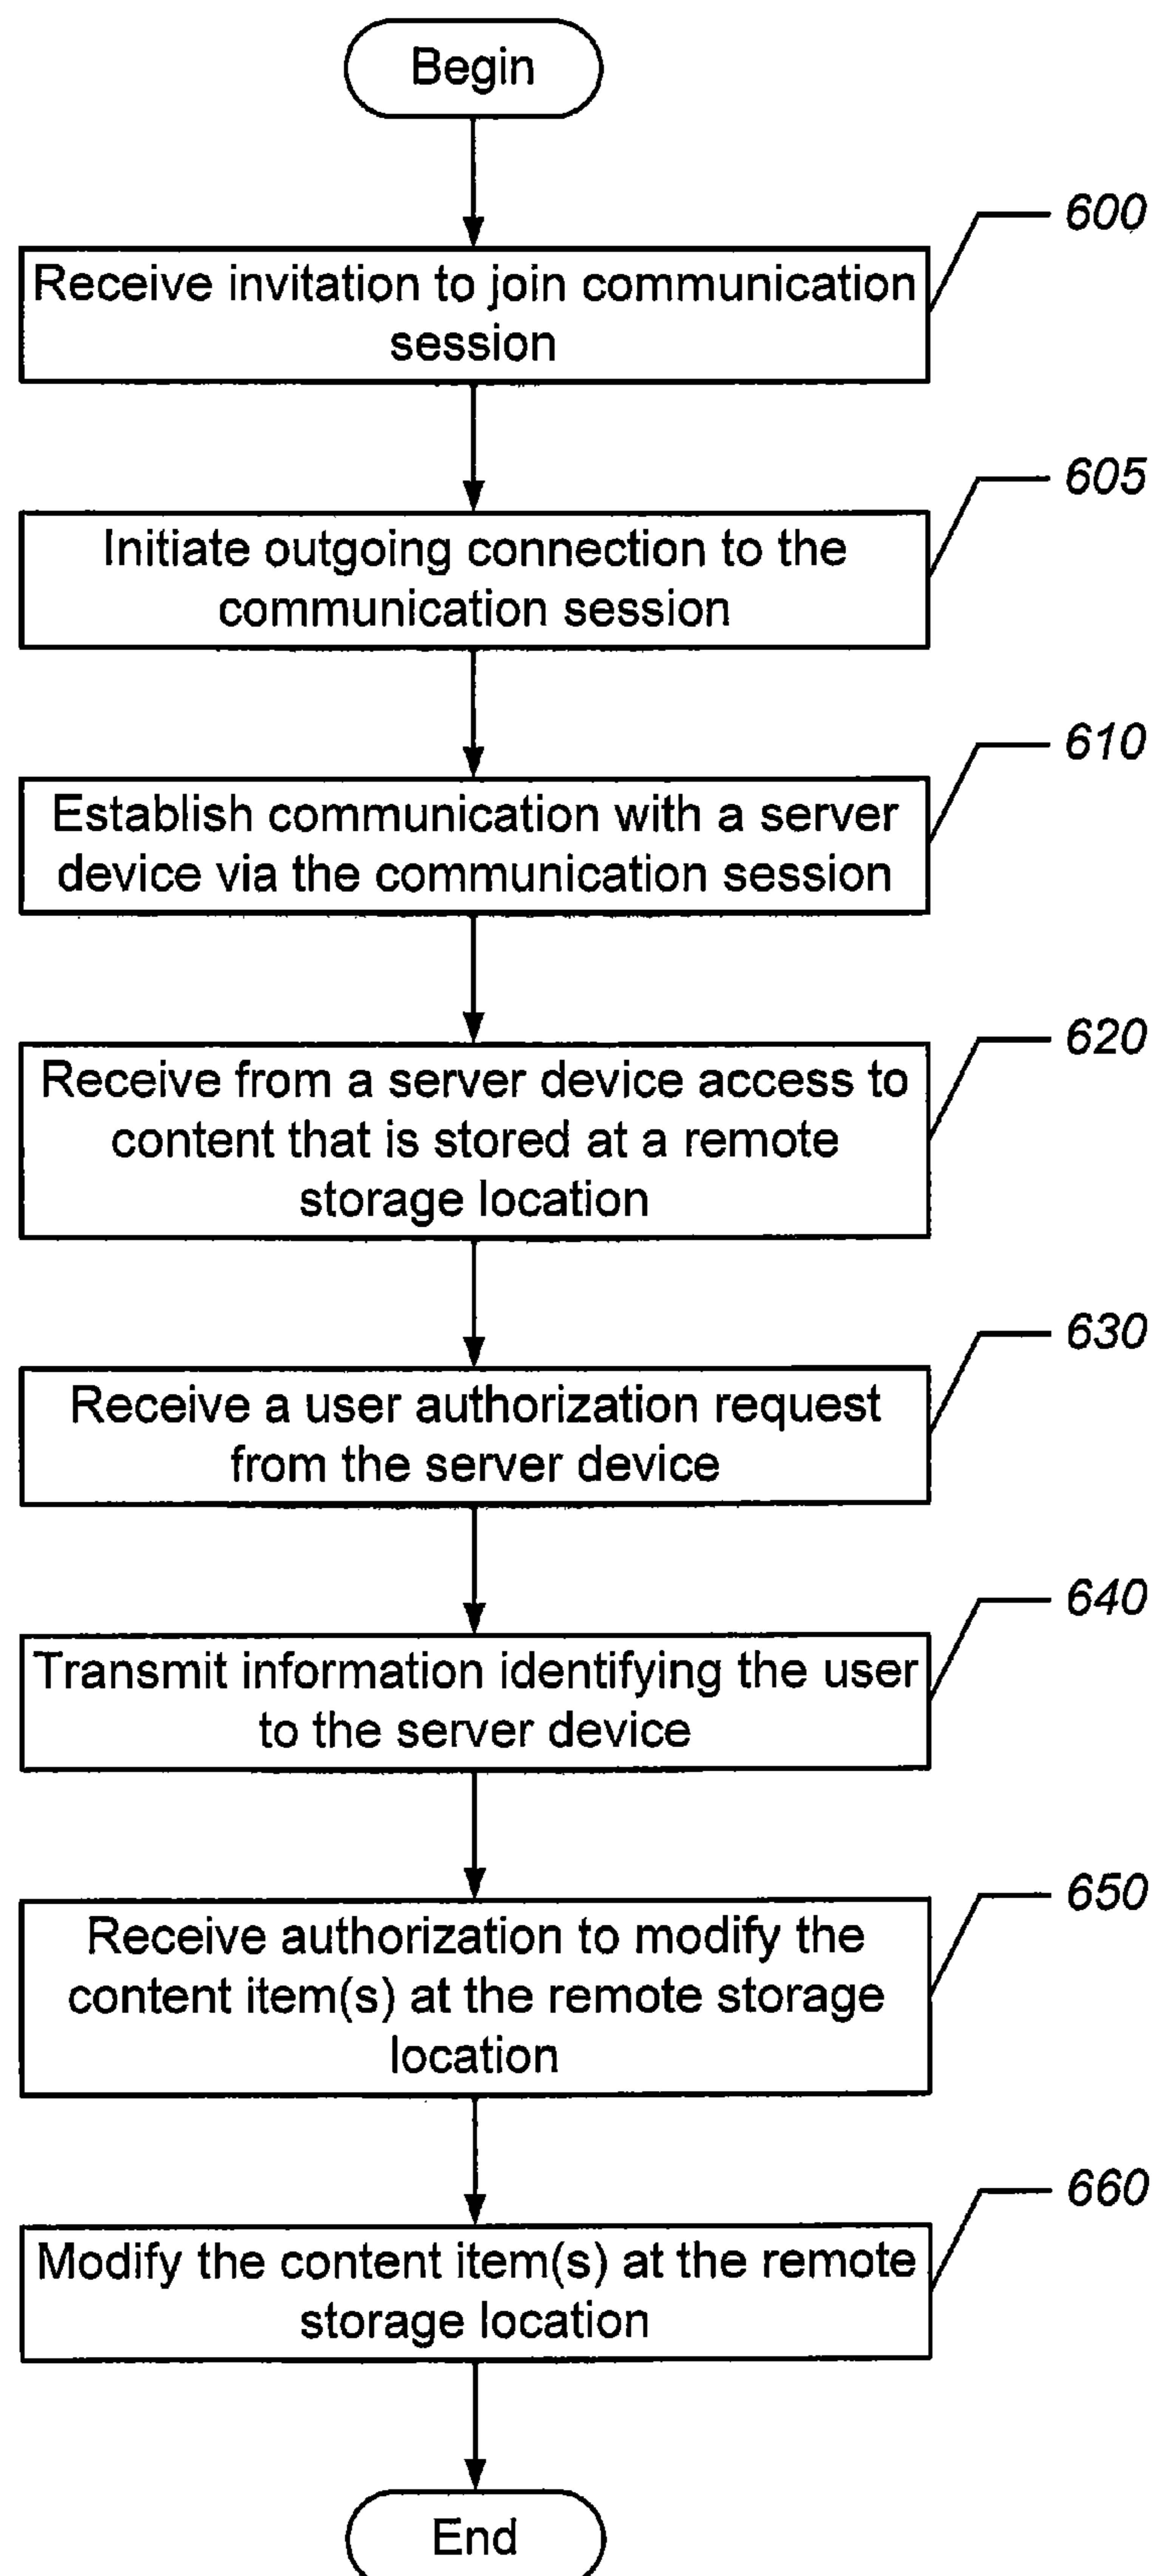 Begin
600
Receive invitation to join communication
session
605
Initiate outgoing connection to the
communication session
610
Establish communication with a server
device via the communication session
620
Receive from a server device access to
content that is stored at a remote
storage location
630
Receive a user authorization request
from the server device
640
Transmit information identifying the user
to the server device
650
Receive authorization to modify the
content item(s) at the remote storage
location
660
Modify the content item(s) at the remote
storage location
End